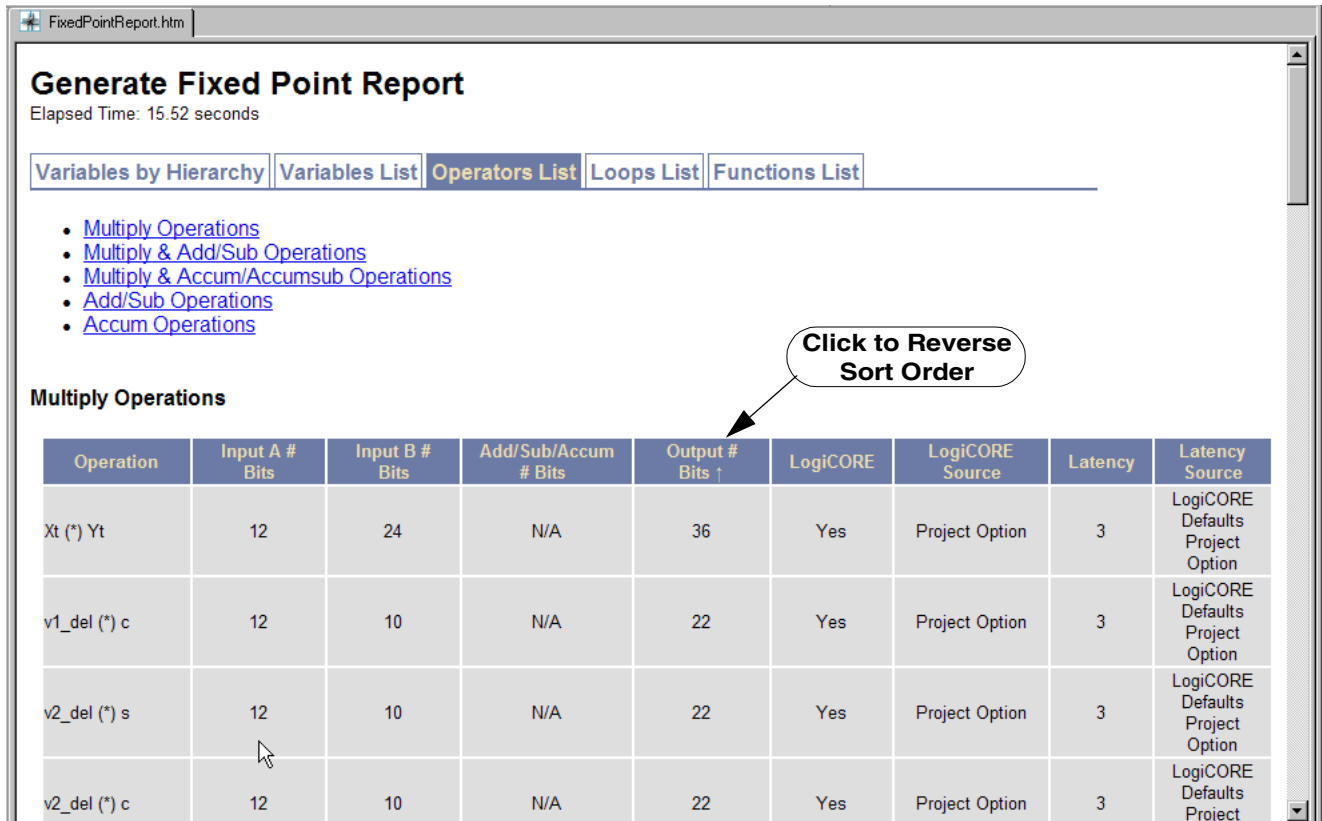 FixedPointReport.htm
Generate Fixed Point Report
Elapsed Time: 15.52 seconds
Variables by Hierarchy Variables List Operators List Loops List Functions List
• Multiply Operations
• Multiply & Add/Sub Operations
• Multiply & Accum/Accumsub Operations
• Add/Sub Operations
• Accum Operations
Click to Reverse
Sort Order
Multiply Operations
Operation Input A # Bits Input B # Bits Add/Sub/Accum # Bits Output # Bits ↑ LogiCORE LogiCORE Source Latency Latency Source
Xt (*) Yt 12 24 N/A 36 Yes Project Option 3 LogiCORE Defaults Project Option
v1_del (*) c 12 10 N/A 22 Yes Project Option 3 LogiCORE Defaults Project Option
v2_del (*) s 12 10 N/A 22 Yes Project Option 3 LogiCORE Defaults Project Option
v2_del (*) c 12 10 N/A 22 Yes Project Option 3 LogiCORE Defaults Project